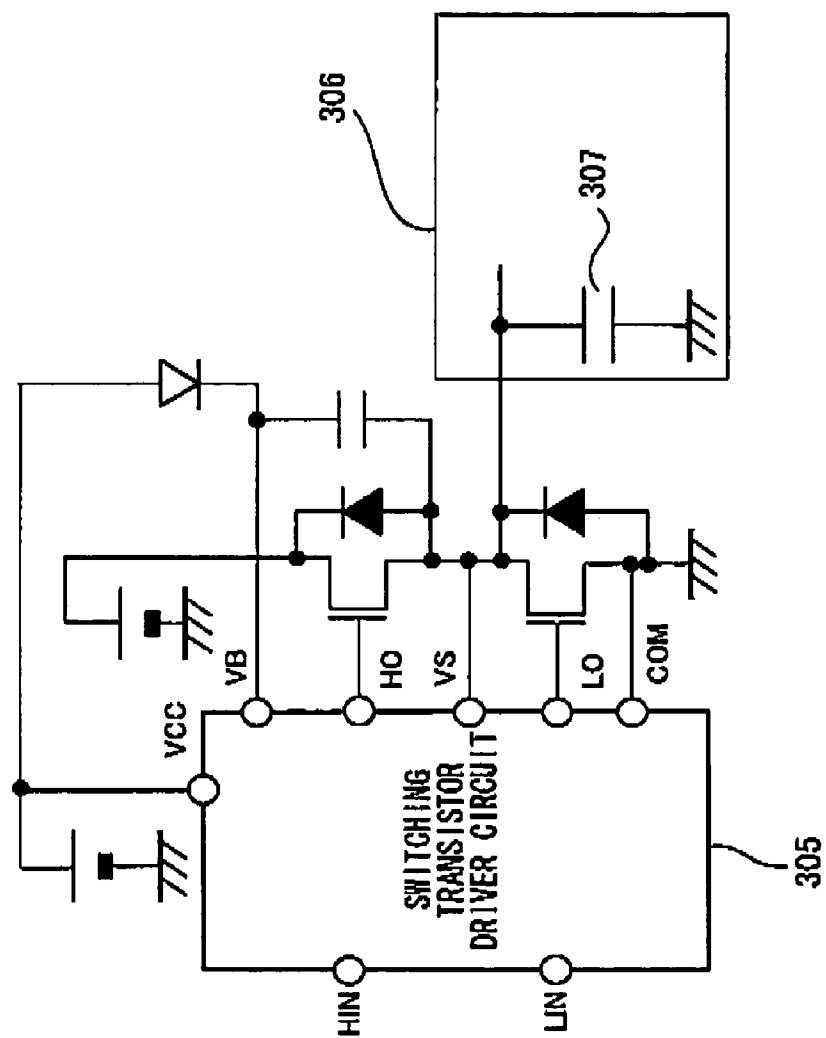 306
307
VCC
VB
HO
VS
LO
COM
SWITCHING
TRANSISTOR
DRIVER CIRCUIT
HIN
LIN
305